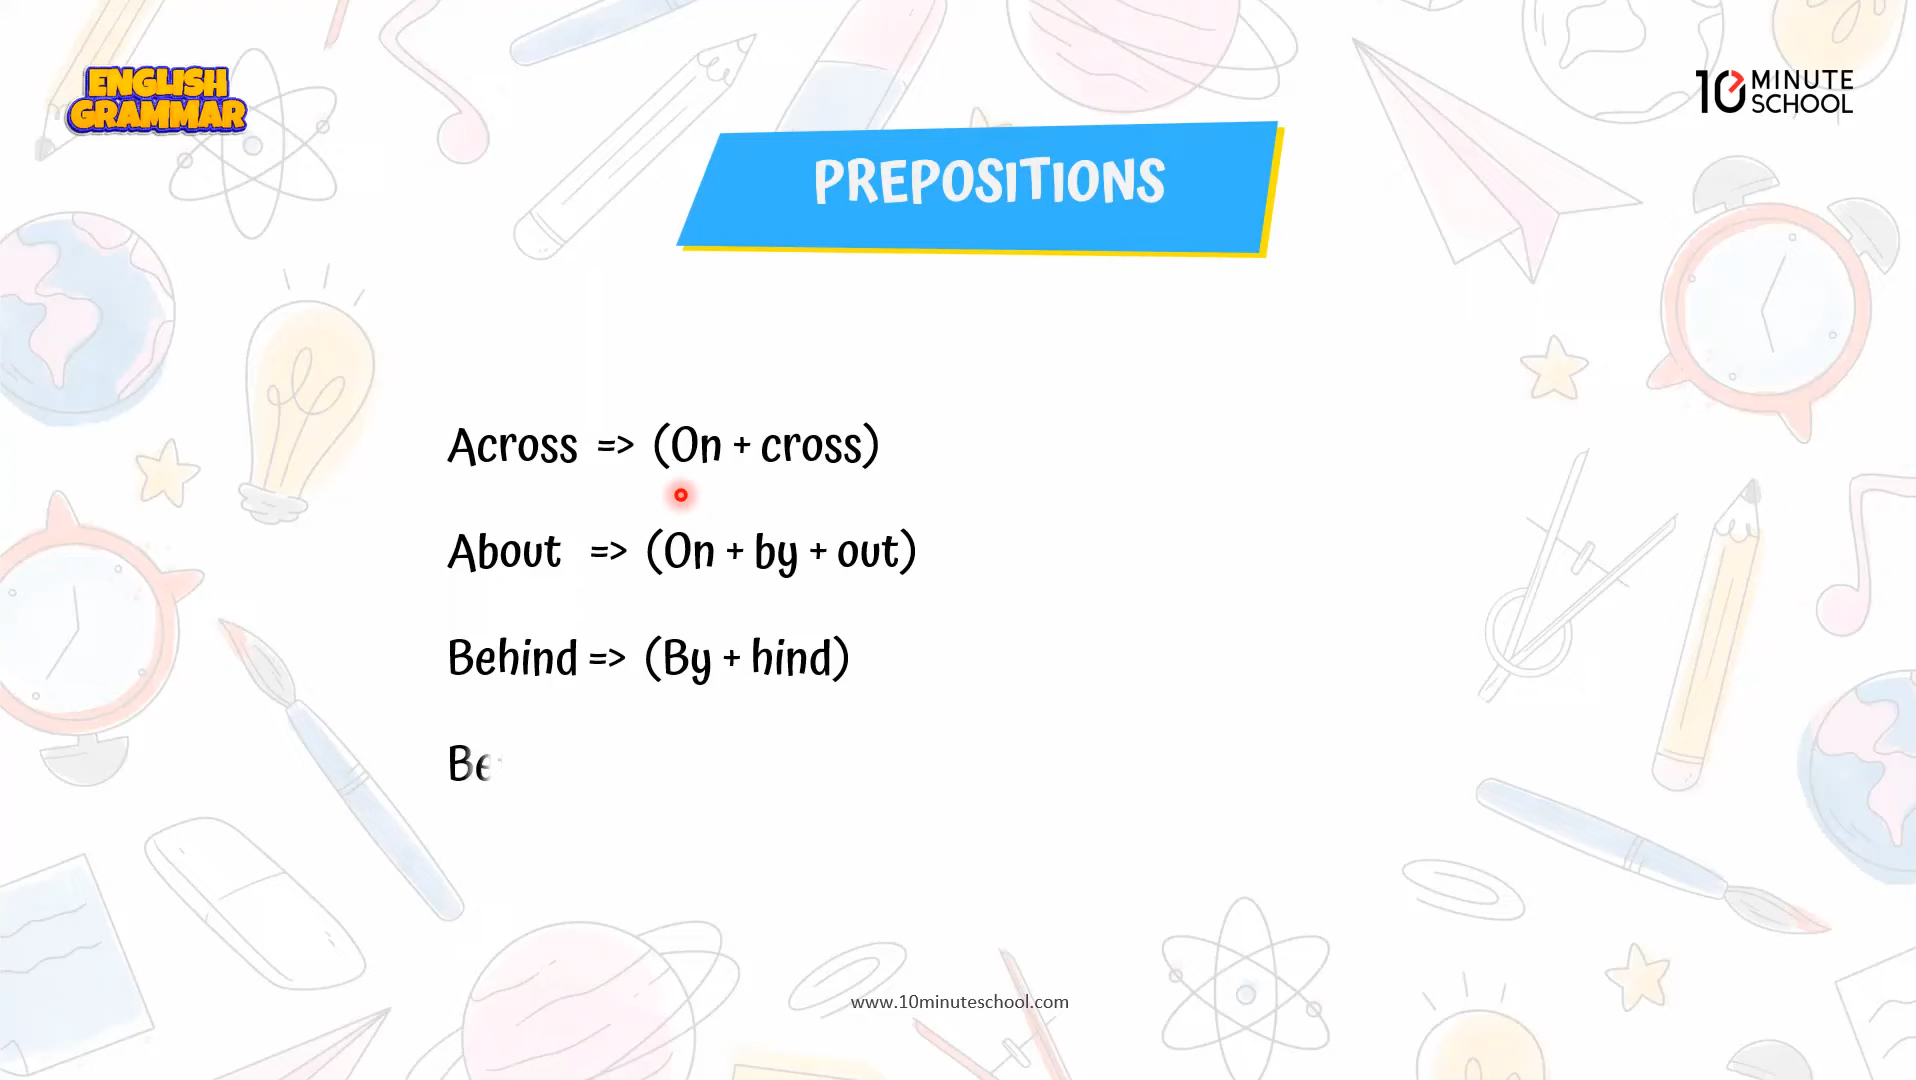 ENGLISH
GRAMMAR
10 MINUTE
SCHOOL
PREPOSITIONS
Across => (On + cross)
About => (On + by + out)
Behind => (By + hind)
Be
www.10minuteschool.com